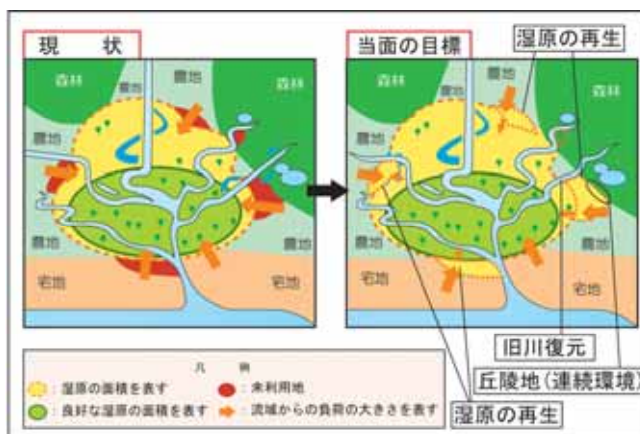 現 状
森林
農地
農地
森林
農地
農地
農地
農地
宅地
当面の目標
湿原の再生
森林
農地
農地
森林
農地
農地
農地
農地
宅地
旧川復元
丘陵地(連続環境)
湿原の再生
凡 例
:湿原の面積を表す
:未利用地
:良好な湿原の面積を表す
:流域からの負荷の大きさを表す